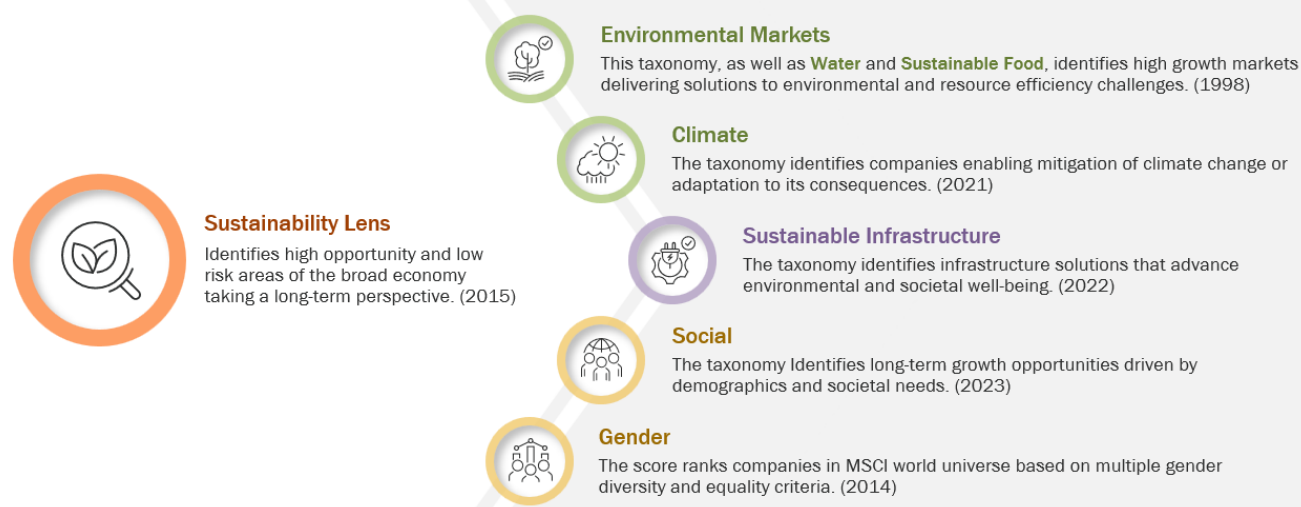 Sustainability Lens
Identifies high opportunity and low
risk areas of the broad economy
taking a long-term perspective. (2015)
Environmental Markets
This taxonomy, as well as Water and Sustainable Food, identifies high growth markets
delivering solutions to environmental and resource efficiency challenges. (1998)
Climate
The taxonomy identifies companies enabling mitigation of climate change or
adaptation to its consequences. (2021)
Sustainable Infrastructure
The taxonomy identifies infrastructure solutions that advance
environmental and societal well-being. (2022)
Social
The taxonomy Identifies long-term growth opportunities driven by
demographics and societal needs. (2023)
Gender
The score ranks companies in MSCI world universe based on multiple gender
diversity and equality criteria. (2014)